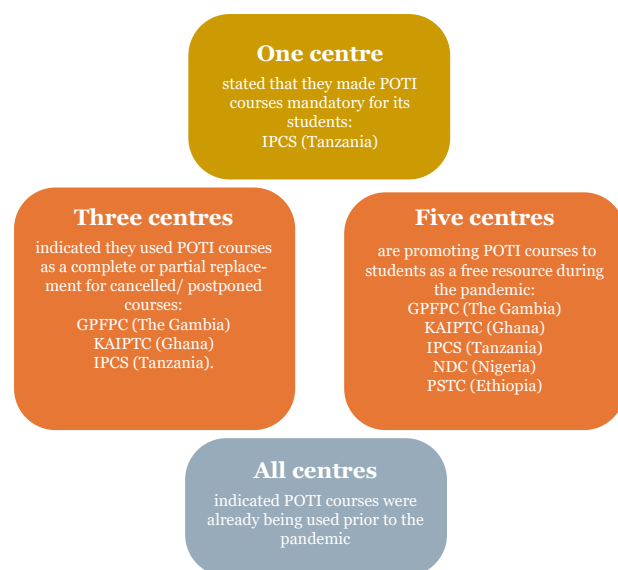 One centre
stated that they made POTI
courses mandatory for its
students:
IPCS (Tanzania)
Three centres
indicated they used POTI courses
as a complete or partial replace-
ment for cancelled/ postponed
courses:
GPFPC (The Gambia)
KAIPTC (Ghana)
IPCS (Tanzania).
Five centres
are promoting POTI courses to
students as a free resource during
the pandemic:
GPFPC (The Gambia)
KAIPTC (Ghana)
IPCS (Tanzania)
NDC (Nigeria)
PSTC (Ethiopia)
All centres
indicated POTI courses were
already being used prior to the
pandemic